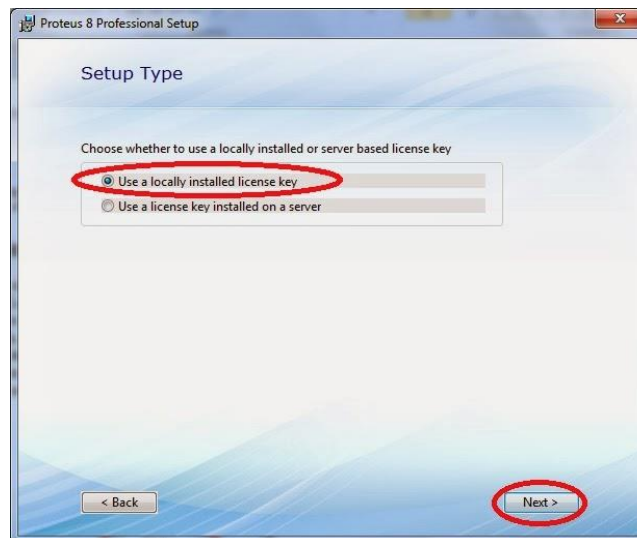 Proteus 8 Professional Setup
Setup Type
Choose whether to use a locally installed or server based license key
Use a locally installed license key
Use a license key installed on a server
< Back
Next >